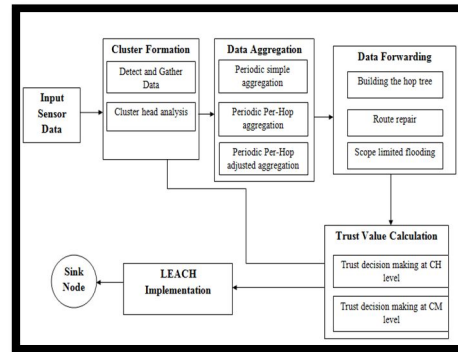 Input
Sensor
Data
Cluster Formation
Detect and Gather
Data
Cluster head analysis
Data Aggregation
Periodic simple
aggregation
Periodic Per-Hop
aggregation
Periodic Per-Hop
adjusted aggregation
Data Forwarding
Building the hop tree
Route repair
Scope limited flooding
Trust Value Calculation
Trust decision making at CH
level
Trust decision making at CM
level
LEACH
Implementation
Sink
Node